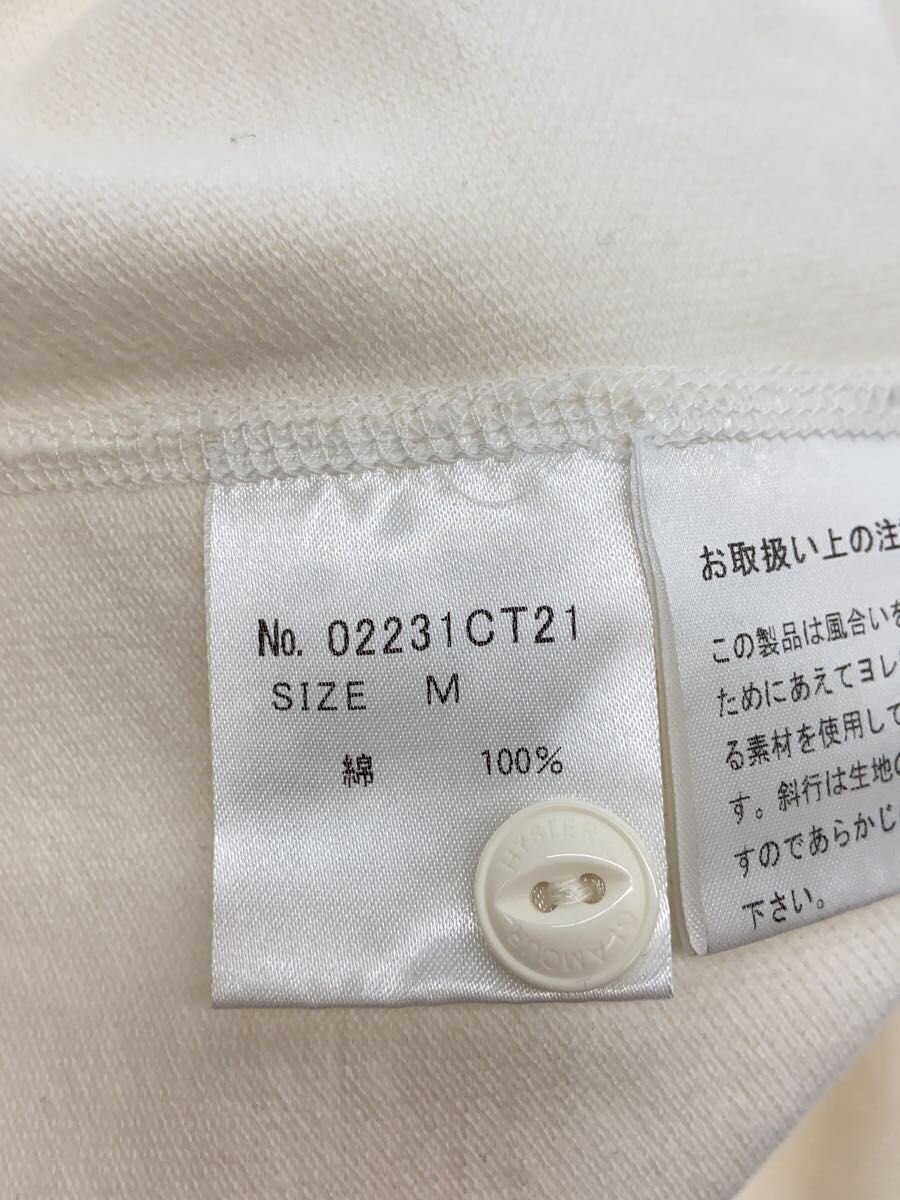 No. 02231CT21
SIZE M
綿 100%
HYSTERIC
GLAMOUR
お取扱い上の注
この製品は風合いを
ためにあえてヨレ
る素材を使用して
す。斜行は生地の
すのであらかじ
下さい。